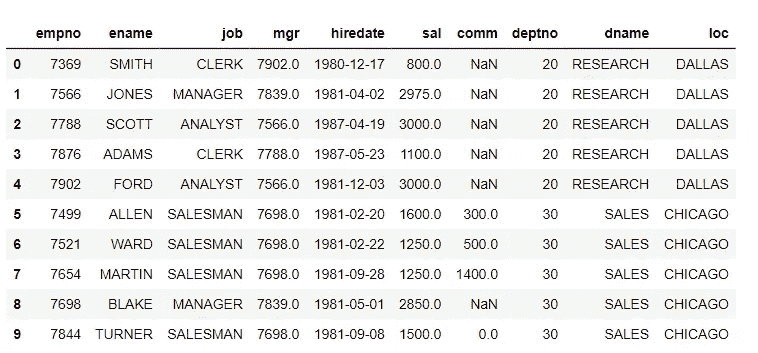 empno ename job mgr hiredate sal comm deptno dname loc
0 7369 SMITH CLERK 7902.0 1980-12-17 800.0 NaN 20 RESEARCH DALLAS
1 7566 JONES MANAGER 7839.0 1981-04-02 2975.0 NaN 20 RESEARCH DALLAS
2 7788 SCOTT ANALYST 7566.0 1987-04-19 3000.0 NaN 20 RESEARCH DALLAS
3 7876 ADAMS CLERK 7788.0 1987-05-23 1100.0 NaN 20 RESEARCH DALLAS
4 7902 FORD ANALYST 7566.0 1981-12-03 3000.0 NaN 20 RESEARCH DALLAS
5 7499 ALLEN SALESMAN 7698.0 1981-02-20 1600.0 300.0 30 SALES CHICAGO
6 7521 WARD SALESMAN 7698.0 1981-02-22 1250.0 500.0 30 SALES CHICAGO
7 7654 MARTIN SALESMAN 7698.0 1981-09-28 1250.0 1400.0 30 SALES CHICAGO
8 7698 BLAKE MANAGER 7839.0 1981-05-01 2850.0 NaN 30 SALES CHICAGO
9 7844 TURNER SALESMAN 7698.0 1981-09-08 1500.0 0.0 30 SALES CHICAGO